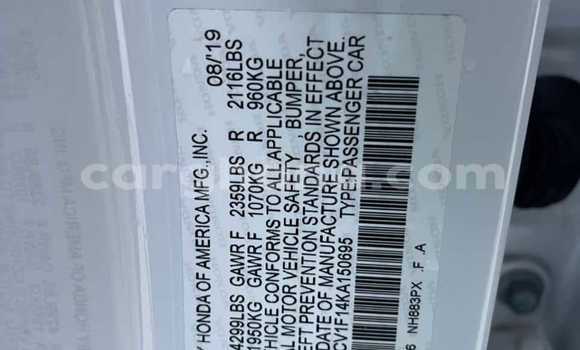 Y HONDA OF AMERICA MFG., INC. 08/19
4299LBS GAWR F 2359LBS R 2116LBS
1950KG GAWR F 1070KG R 960KG
HICLE CONFORMS TO ALL APPLICABLE
AL MOTOR VEHICLE SAFETY, BUMPER,
EFT PREVENTION STANDARDS IN EFFECT
DATE OF MANUFACTURE SHOWN ABOVE.
CV1F14KA150695 TYPE:PASSENGER CAR
6 NH883PX .F .A